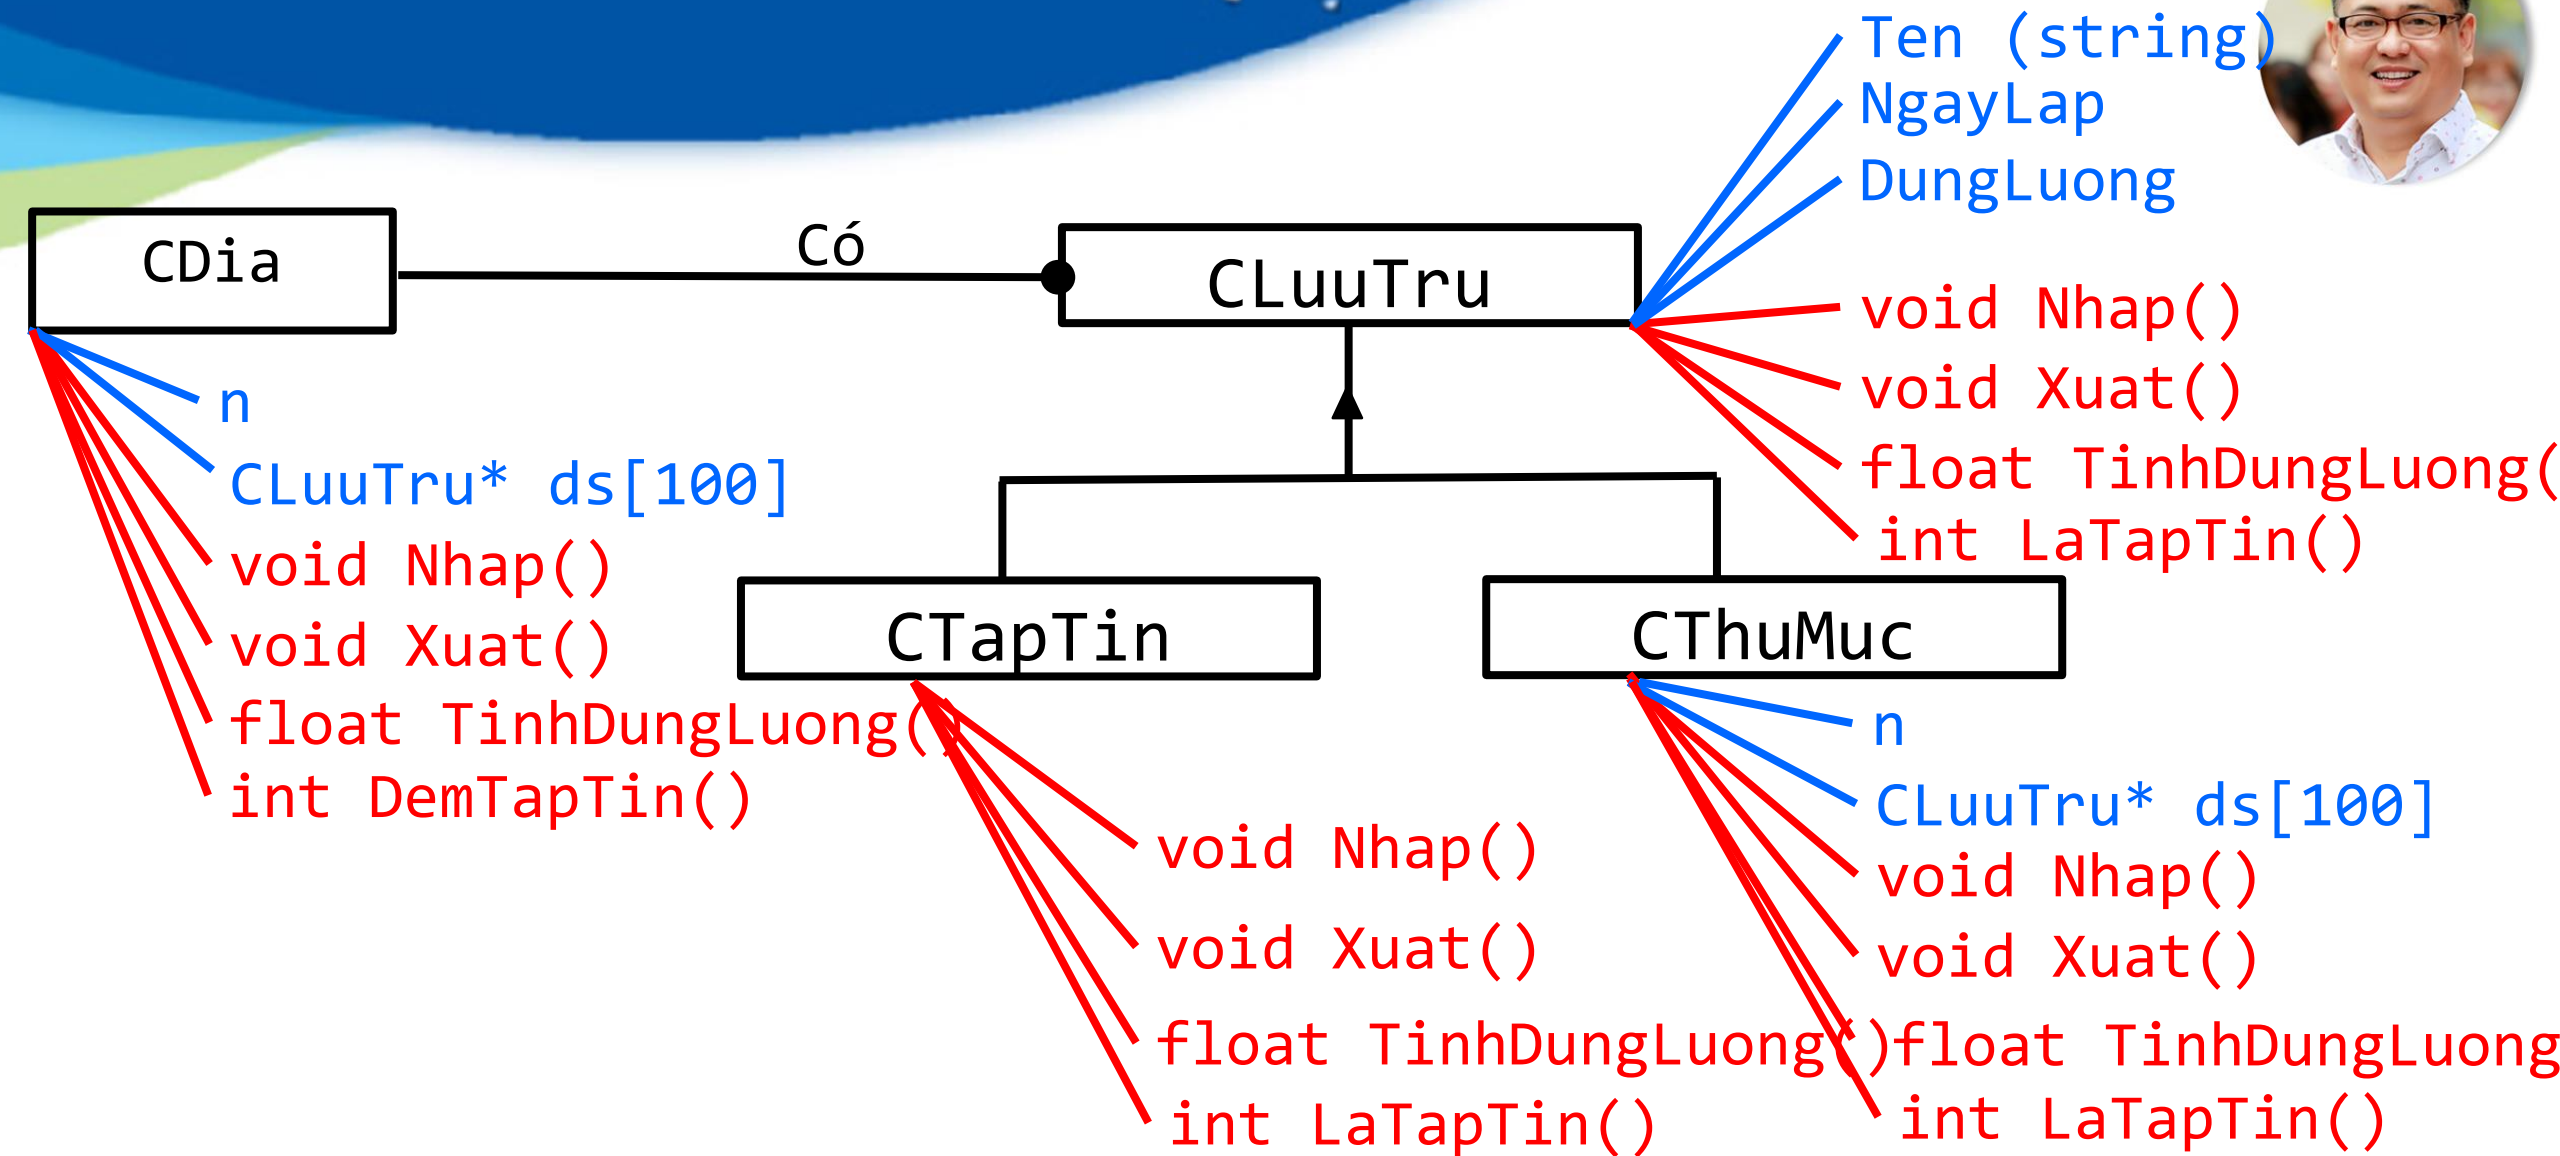 Ten (string)
NgayLap
DungLuong
CDia
Có
CLuuTru
void Nhap()
void Xuat()
float TinhDungLuong(
int LaTapTin()
n
CLuuTru* ds[100]
void Nhap()
void Xuat()
float TinhDungLuong()
int DemTapTin()
CTapTin
void Nhap()
void Xuat()
float TinhDungLuong()
int LaTapTin()
CThuMuc
n
CLuuTru* ds[100]
void Nhap()
void Xuat()
float TinhDungLuong
int LaTapTin()